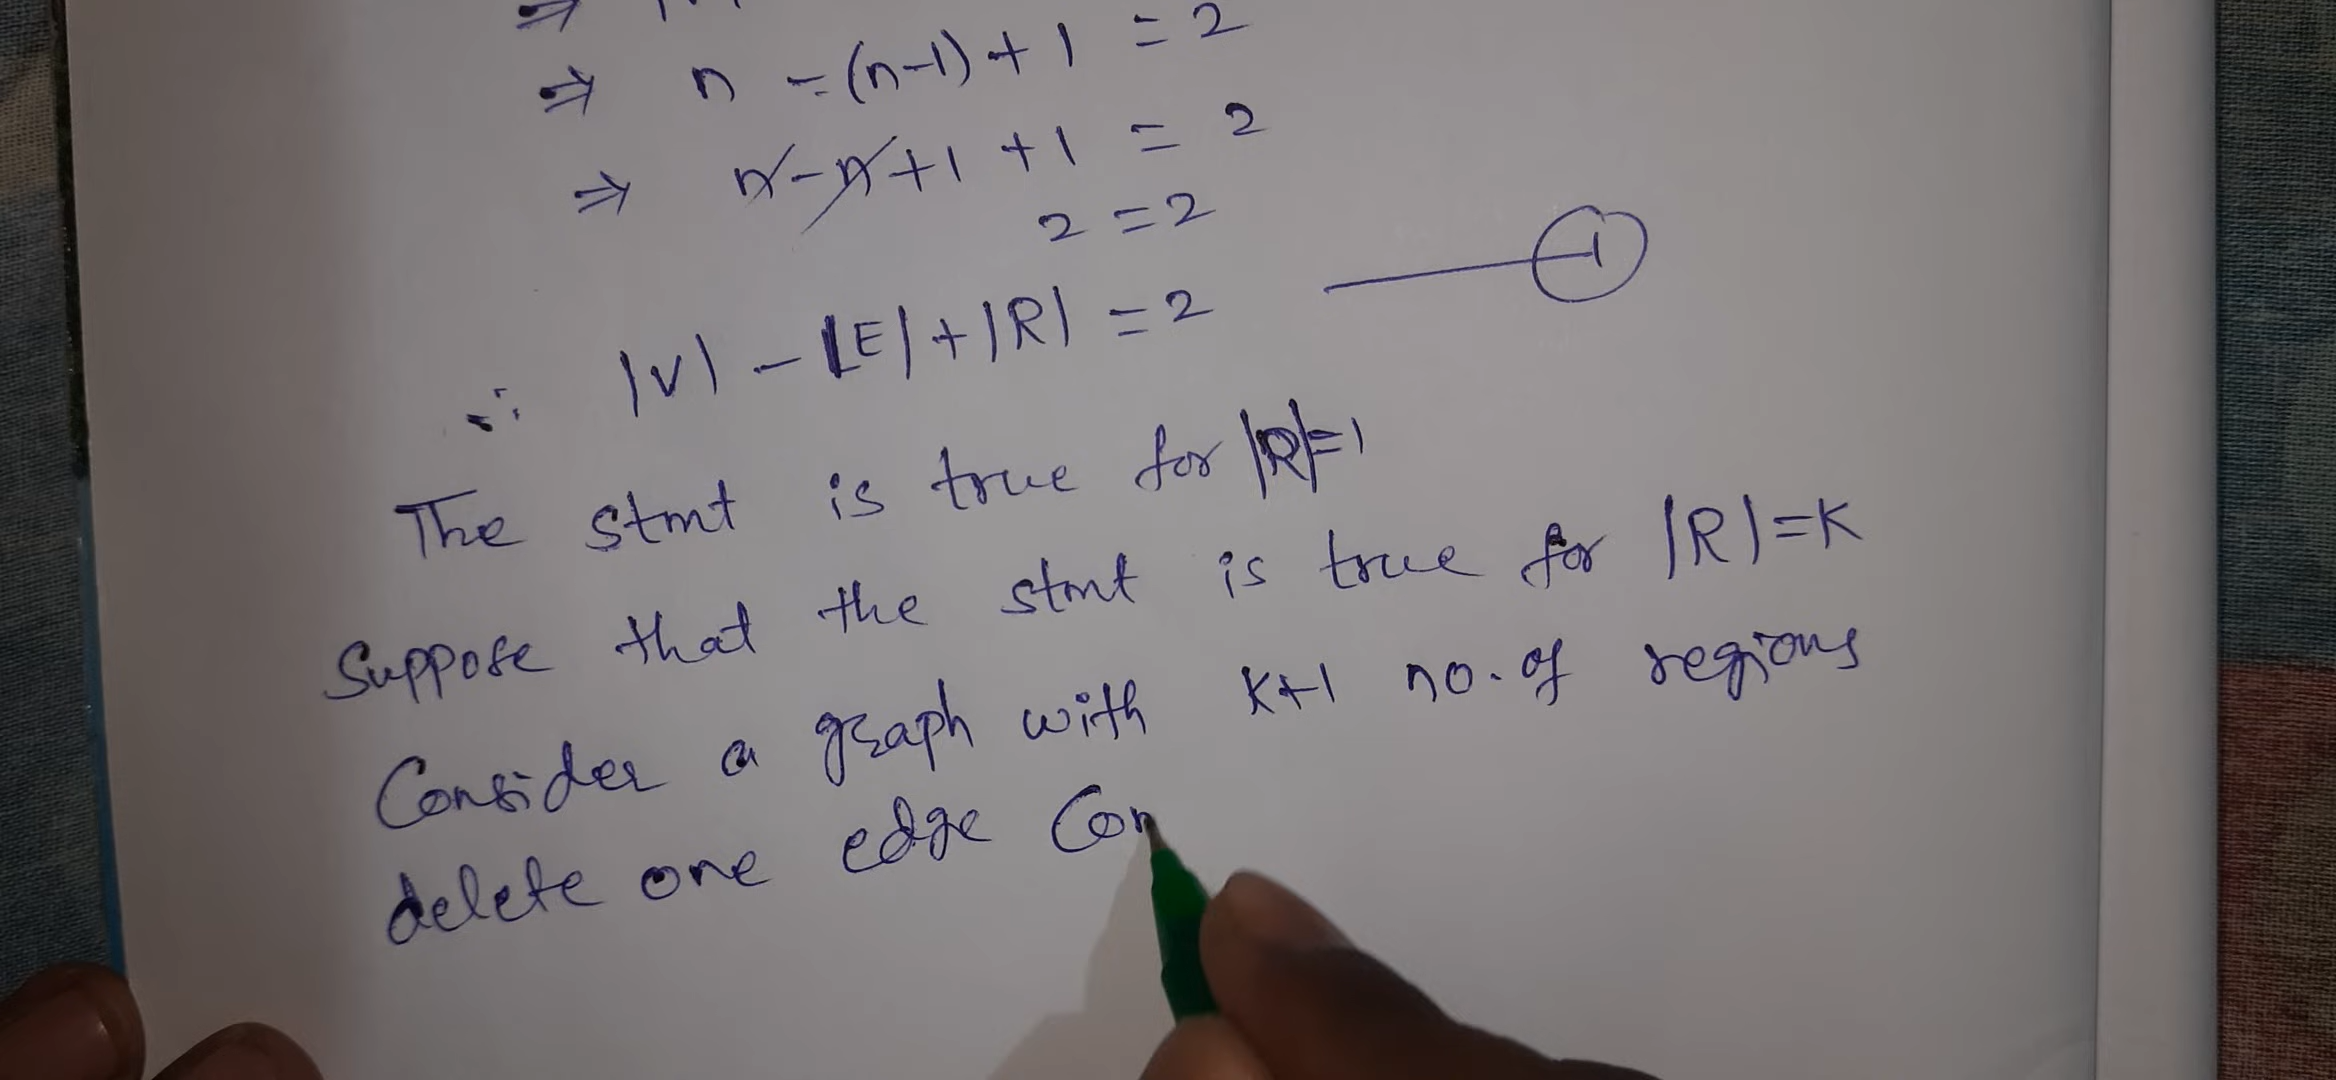 ⇒ n - (n-1) + 1 = 2
⇒ n - n + 1 + 1 = 2
2 = 2
∴ |V| - |E| + |R| = 2 — ①
The stmt is true for |R|=1
Suppose that the stmt is true for |R|=K
Consider a graph with K+1 no. of regions
delete one edge Con